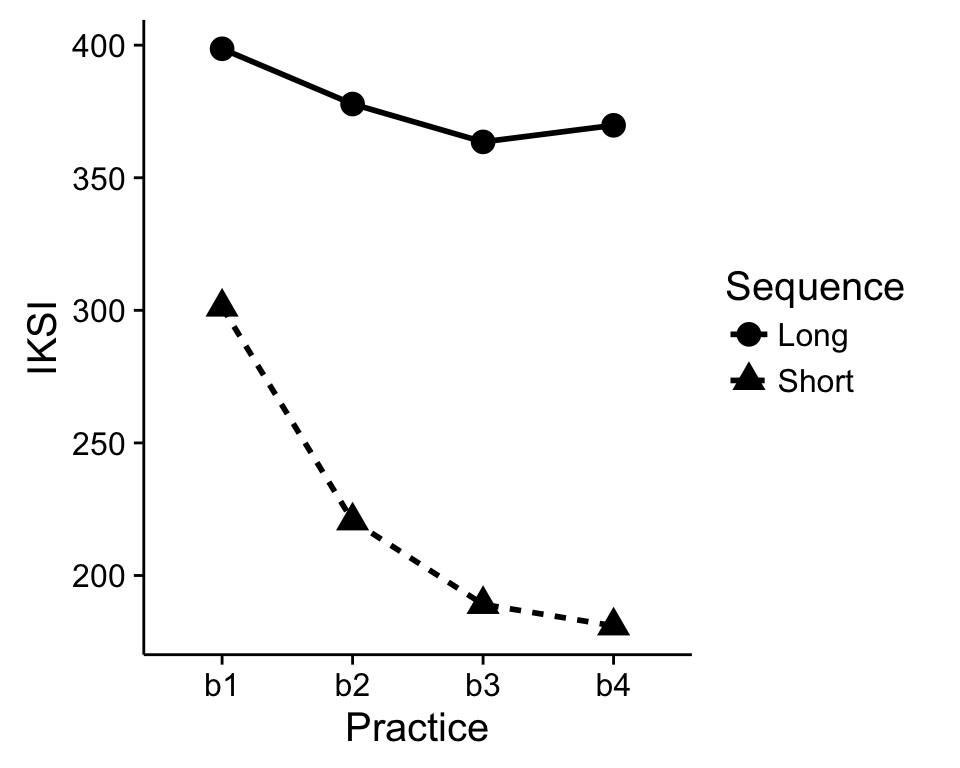 400
350
300
250
200
IKSI
b1 b2 b3 b4
Practice
Sequence
Long
Short